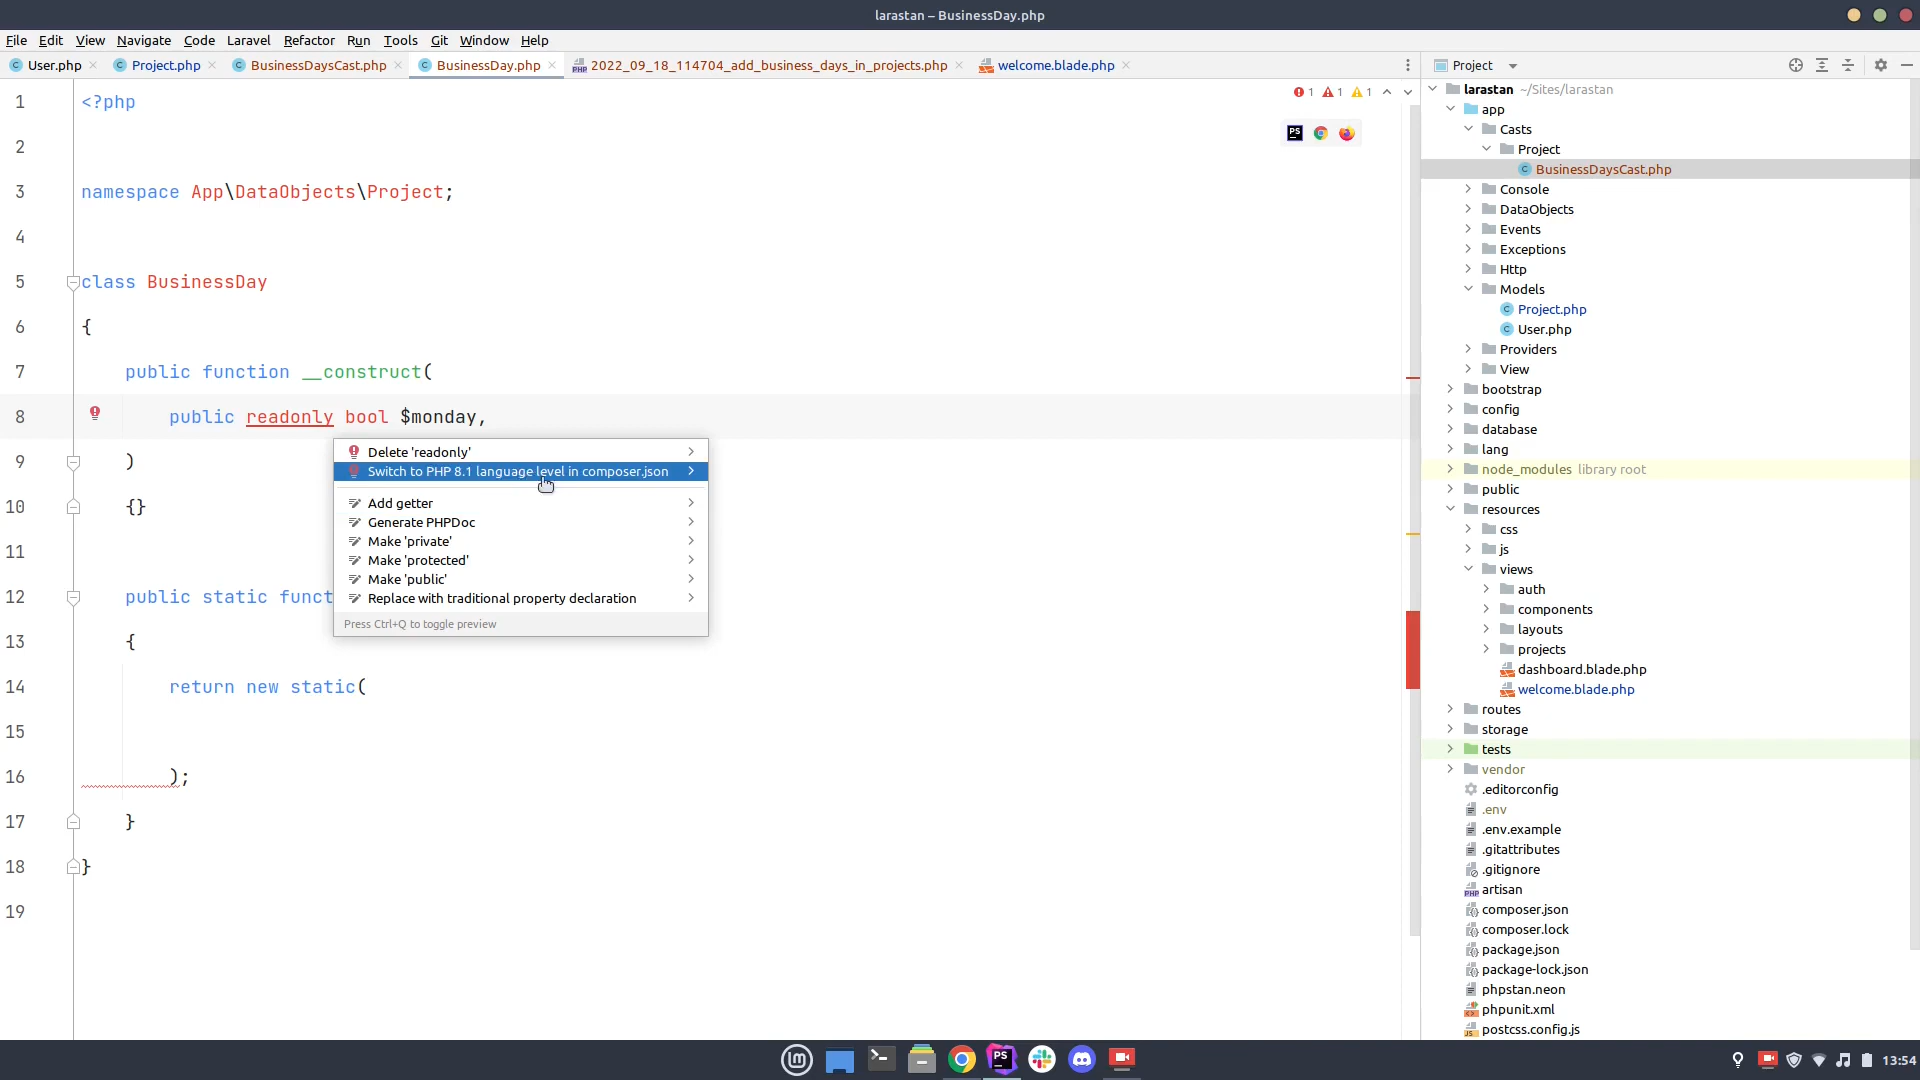 larastan – BusinessDay.php
File Edit View Navigate Code Laravel Refactor Run Tools Git Window Help
User.php Project.php BusinessDaysCast.php BusinessDay.php 2022_09_18_114704_add_business_days_in_projects.php welcome.blade.php
1 <?php
2
3 namespace App\DataObjects\Project;
4
5 class BusinessDay
6 {
7 public function __construct(
8 public readonly bool $monday,
9 )
10 {}
11
12 public static funct
13 {
14 return new static(
15
16 );
17 }
18 }
19
1 1 1
PS
Delete 'readonly'
Switch to PHP 8.1 language level in composer.json
Add getter
Generate PHPDoc
Make 'private'
Make 'protected'
Make 'public'
Replace with traditional property declaration
Press Ctrl+Q to toggle preview
Project
larastan ~/Sites/larastan
app
Casts
Project
BusinessDaysCast.php
Console
DataObjects
Events
Exceptions
Http
Models
Project.php
User.php
Providers
View
bootstrap
config
database
lang
node_modules library root
public
resources
css
js
views
auth
components
layouts
projects
dashboard.blade.php
welcome.blade.php
routes
storage
tests
vendor
.editorconfig
.env
.env.example
.gitattributes
.gitignore
artisan
composer.json
composer.lock
package.json
package-lock.json
phpstan.neon
phpunit.xml
postcss.config.js
PS
13:54